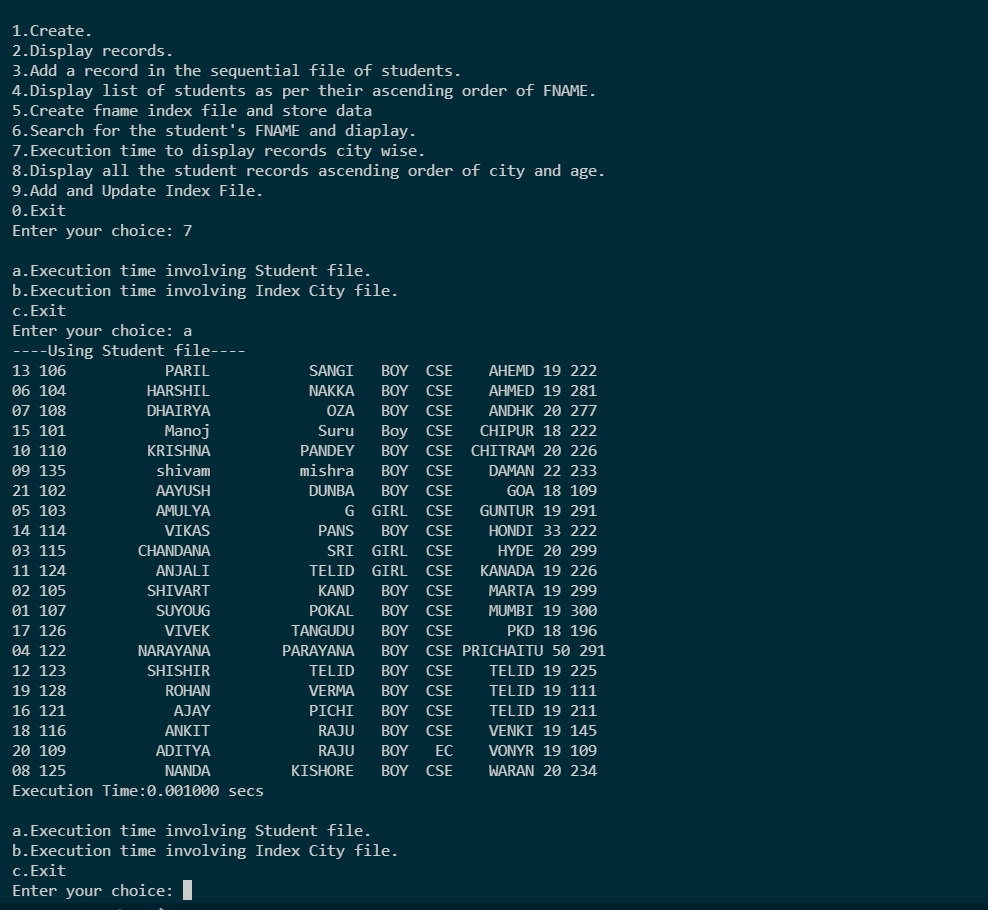 1.Create.
2.Display records.
3.Add a record in the sequential file of students.
4.Display list of students as per their ascending order of FNAME.
5.Create fname index file and store data
6.Search for the student's FNAME and diaplay.
7.Execution time to display records city wise.
8.Display all the student records ascending order of city and age.
9.Add and Update Index File.
0.Exit
Enter your choice: 7

a.Execution time involving Student file.
b.Execution time involving Index City file.
c.Exit
Enter your choice: a
----Using Student file----
13 106           PARIL           SANGI   BOY  CSE    AHEMD 19 222
06 104         HARSHIL           NAKKA   BOY  CSE    AHMED 19 281
07 108         DHAIRYA             OZA   BOY  CSE    ANDHK 20 277
15 101           Manoj            Suru   Boy  CSE   CHIPUR 18 222
10 110         KRISHNA          PANDEY   BOY  CSE  CHITRAM 20 226
09 135          shivam          mishra   BOY  CSE    DAMAN 22 233
21 102          AAYUSH           DUNBA   BOY  CSE      GOA 18 109
05 103          AMULYA               G  GIRL  CSE   GUNTUR 19 291
14 114           VIKAS            PANS   BOY  CSE    HONDI 33 222
03 115        CHANDANA             SRI  GIRL  CSE     HYDE 20 299
11 124          ANJALI           TELID  GIRL  CSE   KANADA 19 226
02 105         SHIVART            KAND   BOY  CSE    MARTA 19 299
01 107          SUYOUG           POKAL   BOY  CSE    MUMBI 19 300
17 126           VIVEK         TANGUDU   BOY  CSE      PKD 18 196
04 122        NARAYANA        PARAYANA   BOY  CSE PRICHAITU 50 291
12 123         SHISHIR           TELID   BOY  CSE    TELID 19 225
19 128           ROHAN           VERMA   BOY  CSE    TELID 19 111
16 121            AJAY           PICHI   BOY  CSE    TELID 19 211
18 116           ANKIT            RAJU   BOY  CSE    VENKI 19 145
20 109          ADITYA            RAJU   BOY   EC    VONYR 19 109
08 125           NANDA         KISHORE   BOY  CSE    WARAN 20 234
Execution Time:0.001000 secs

a.Execution time involving Student file.
b.Execution time involving Index City file.
c.Exit
Enter your choice: